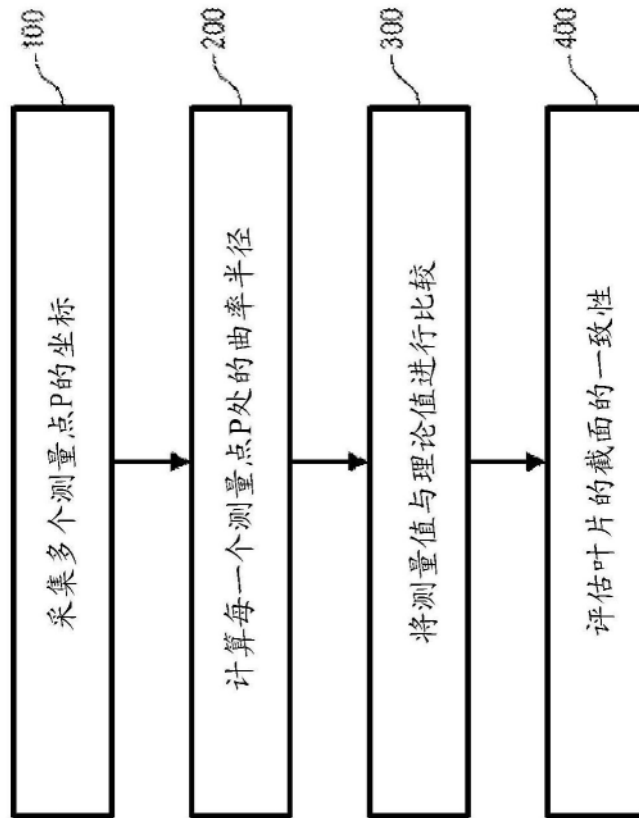 100
采集多个测量点P的坐标
200
计算每一个测量点P处的曲率半径
300
将测量值与理论值进行比较
400
评估叶片的截面的一致性